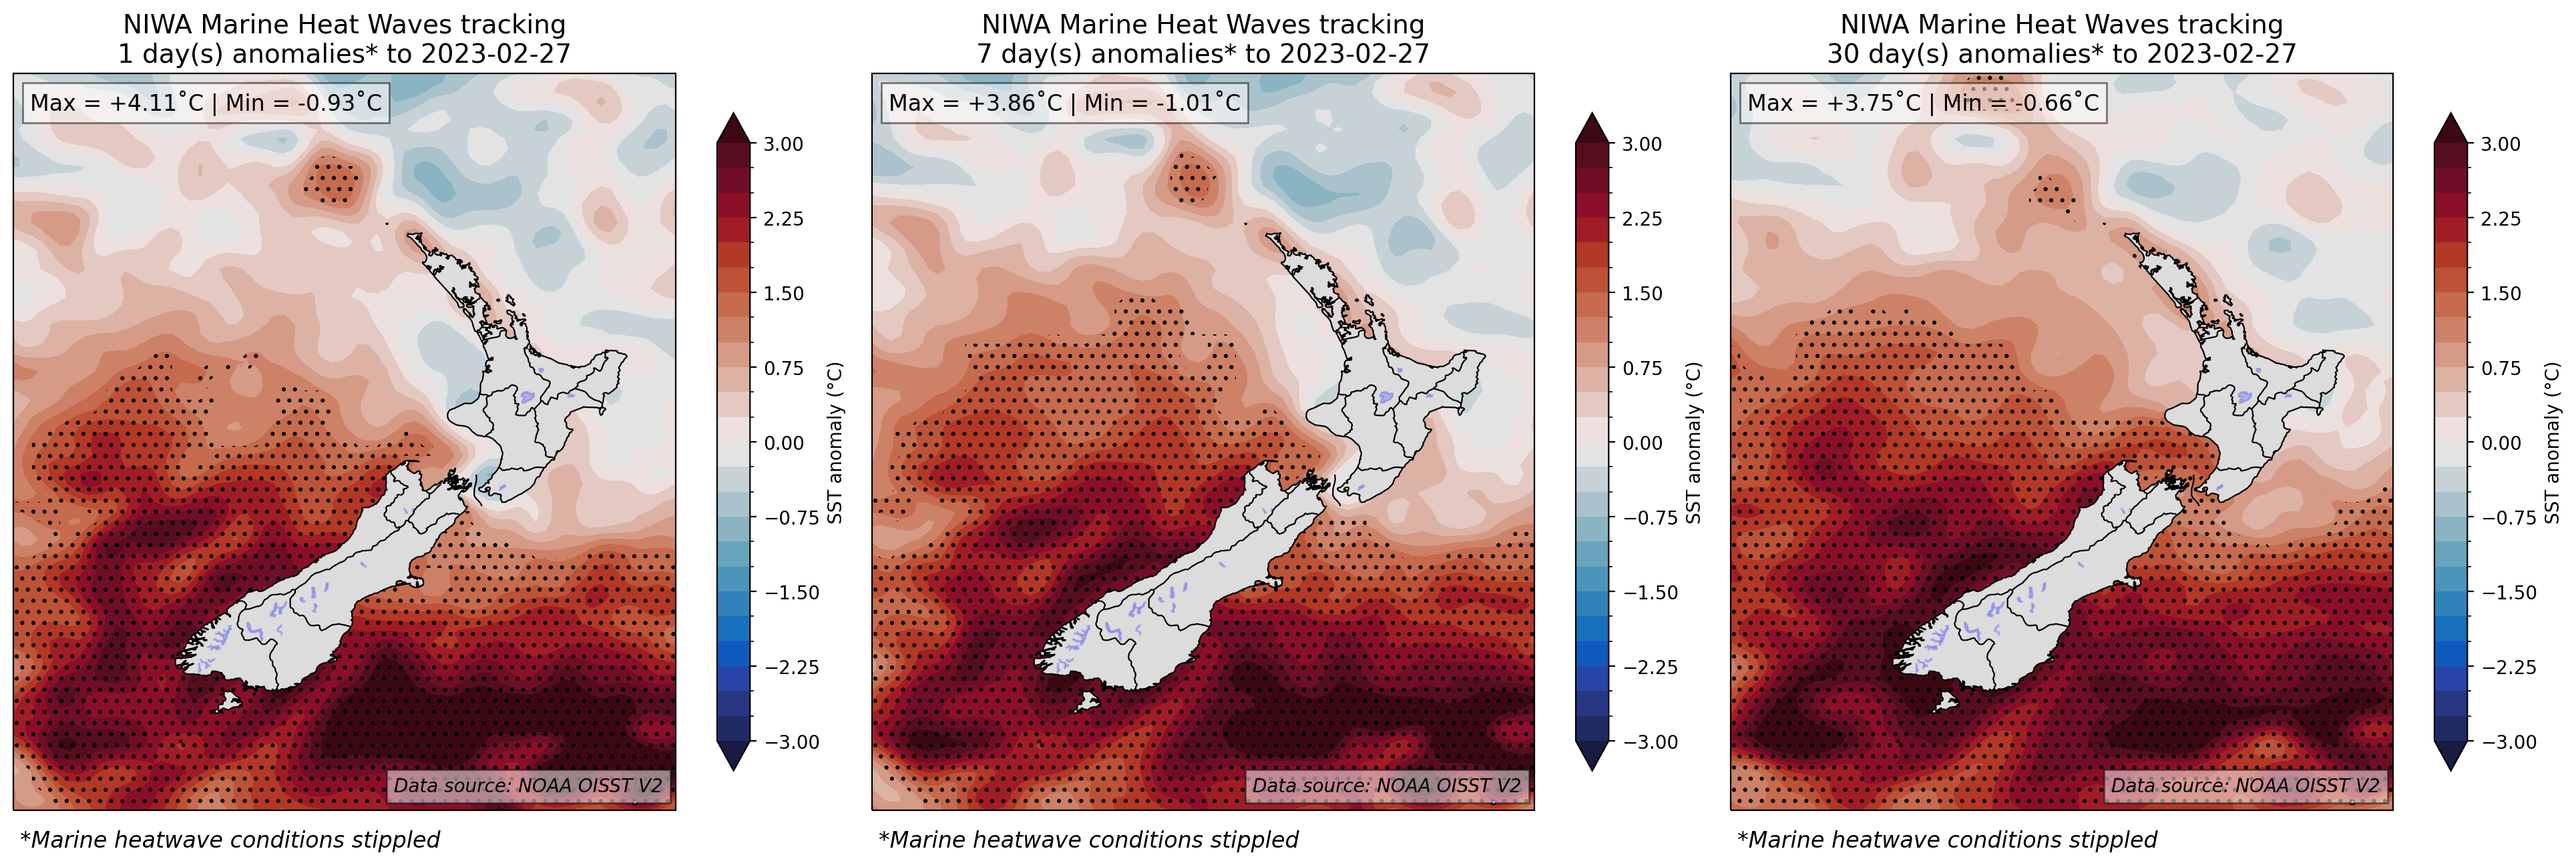 NIWA Marine Heat Waves tracking
1 day(s) anomalies* to 2023-02-27
Max = +4.11˚C | Min = -0.93˚C
3.00
2.25
1.50
0.75
0.00
−0.75
−1.50
−2.25
−3.00
SST anomaly (°C)
Data source: NOAA OISST V2
*Marine heatwave conditions stippled
NIWA Marine Heat Waves tracking
7 day(s) anomalies* to 2023-02-27
Max = +3.86˚C | Min = -1.01˚C
3.00
2.25
1.50
0.75
0.00
−0.75
−1.50
−2.25
−3.00
SST anomaly (°C)
Data source: NOAA OISST V2
*Marine heatwave conditions stippled
NIWA Marine Heat Waves tracking
30 day(s) anomalies* to 2023-02-27
Max = +3.75˚C | Min = -0.66˚C
3.00
2.25
1.50
0.75
0.00
−0.75
−1.50
−2.25
−3.00
SST anomaly (°C)
Data source: NOAA OISST V2
*Marine heatwave conditions stippled